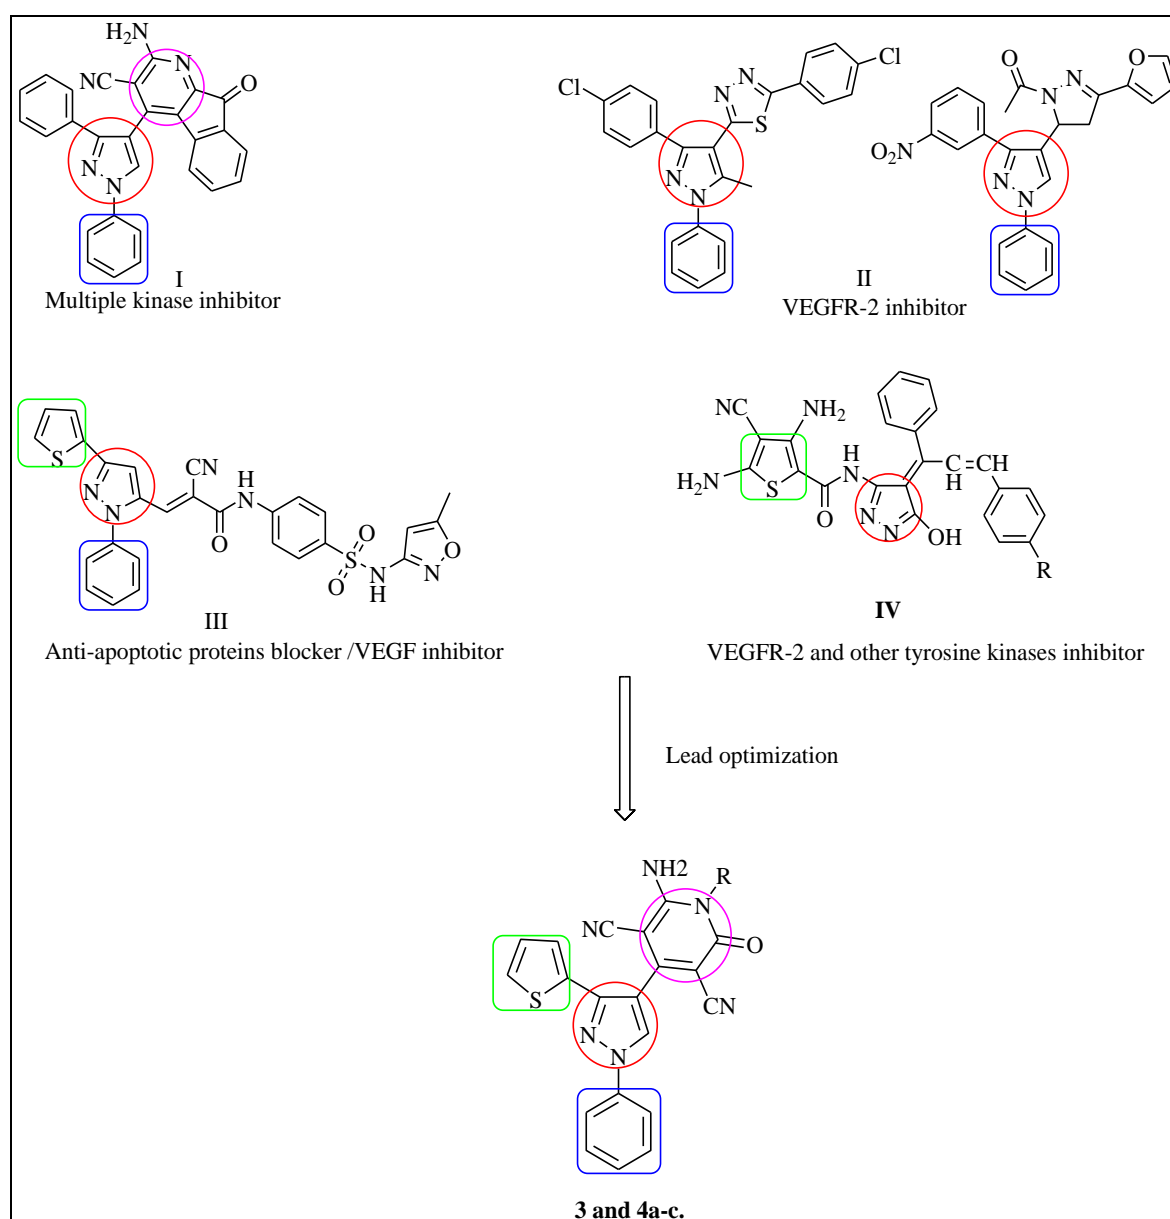 H₂N
N
NC
O
N
N
I
Multiple kinase inhibitor
Cl
Cl
N
N
S
N
N
O
N
N
O
O₂N
N
N
II
VEGFR-2 inhibitor
S
N
N
CN
H
N
O
O
S
O
N
H
N
O
III
Anti-apoptotic proteins blocker /VEGF inhibitor
NC
NH₂
H₂N
S
O
H
N
N
N
OH
C=CH
H
R
IV
VEGFR-2 and other tyrosine kinases inhibitor
Lead optimization
NH2
R
N
NC
O
CN
S
N
N
3 and 4a-c.